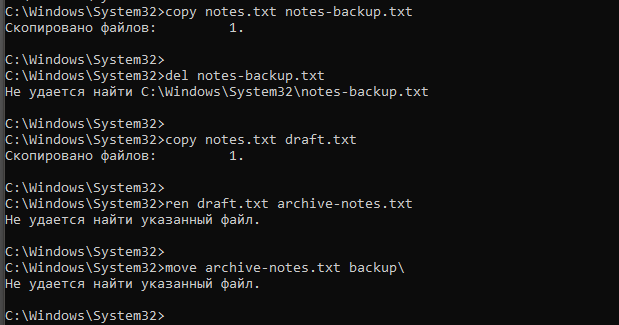 C:\Windows\System32>copy notes.txt notes-backup.txt
Скопировано файлов:         1.
C:\Windows\System32>
C:\Windows\System32>del notes-backup.txt
Не удается найти C:\Windows\System32\notes-backup.txt
C:\Windows\System32>
C:\Windows\System32>copy notes.txt draft.txt
Скопировано файлов:         1.
C:\Windows\System32>
C:\Windows\System32>ren draft.txt archive-notes.txt
Не удается найти указанный файл.
C:\Windows\System32>
C:\Windows\System32>move archive-notes.txt backup\
Не удается найти указанный файл.
C:\Windows\System32>